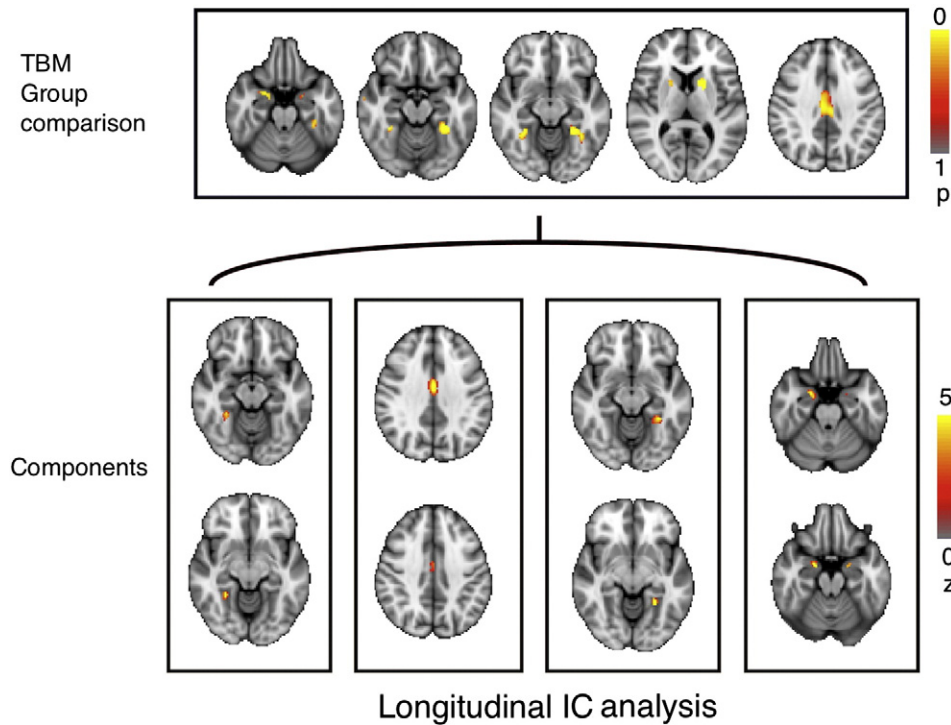 TBM
Group
comparison
0
1
p
Components
5
0
z
Longitudinal IC analysis